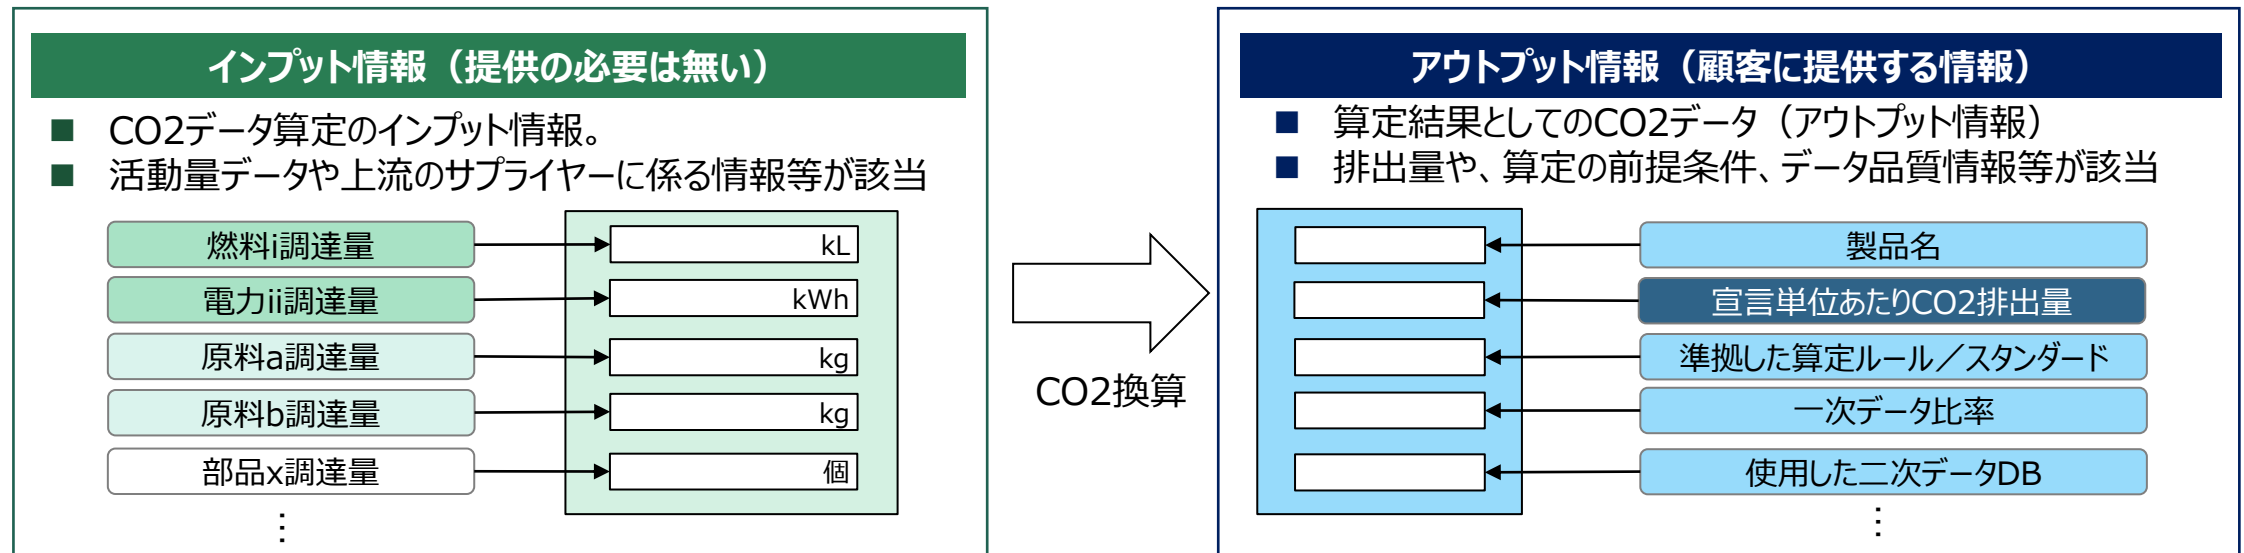 インプット情報（提供の必要は無い）
■ CO2データ算定のインプット情報。
■ 活動量データや上流のサプライヤーに係る情報等が該当
燃料i調達量
kL
電力ii調達量
kWh
原料a調達量
kg
原料b調達量
kg
部品x調達量
個
…
CO2換算
アウトプット情報（顧客に提供する情報）
■ 算定結果としてのCO2データ（アウトプット情報）
■ 排出量や、算定の前提条件、データ品質情報等が該当
製品名
宣言単位あたりCO2排出量
準拠した算定ルール／スタンダード
一次データ比率
使用した二次データDB
…